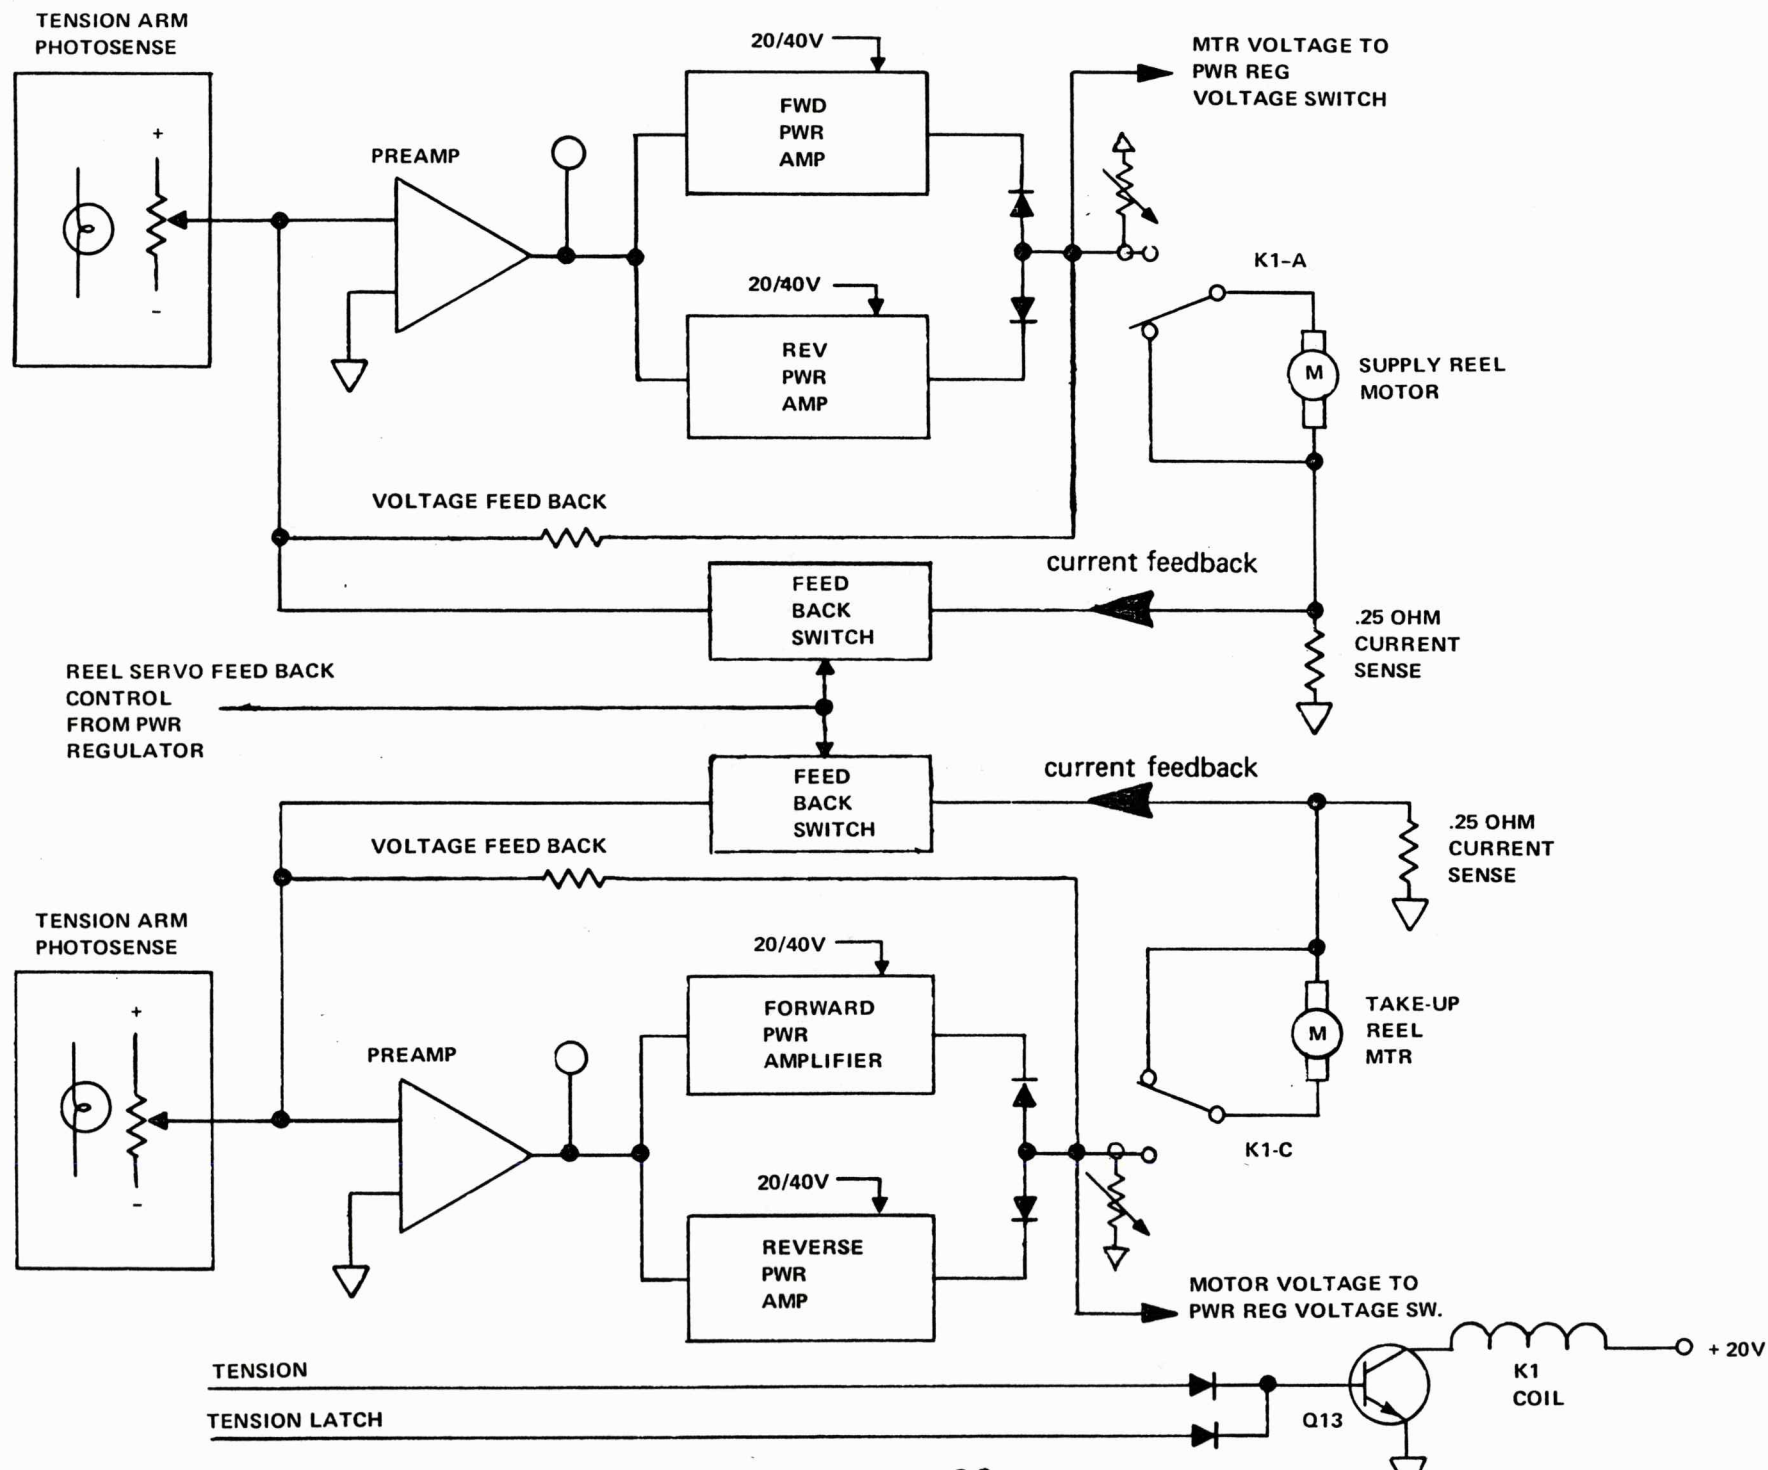 TENSION ARM
PHOTOSENSE
+
−
PREAMP
20/40V
FWD
PWR
AMP
20/40V
REV
PWR
AMP
MTR VOLTAGE TO
PWR REG
VOLTAGE SWITCH
K1-A
M
SUPPLY REEL
MOTOR
VOLTAGE FEED BACK
current feedback
FEED
BACK
SWITCH
.25 OHM
CURRENT
SENSE
REEL SERVO FEED BACK
CONTROL
FROM PWR
REGULATOR
FEED
BACK
SWITCH
current feedback
.25 OHM
CURRENT
SENSE
VOLTAGE FEED BACK
TENSION ARM
PHOTOSENSE
+
−
PREAMP
20/40V
FORWARD
PWR
AMPLIFIER
20/40V
REVERSE
PWR
AMP
M
TAKE-UP
REEL
MTR
K1-C
MOTOR VOLTAGE TO
PWR REG VOLTAGE SW.
TENSION
TENSION LATCH
Q13
K1
COIL
+ 20V